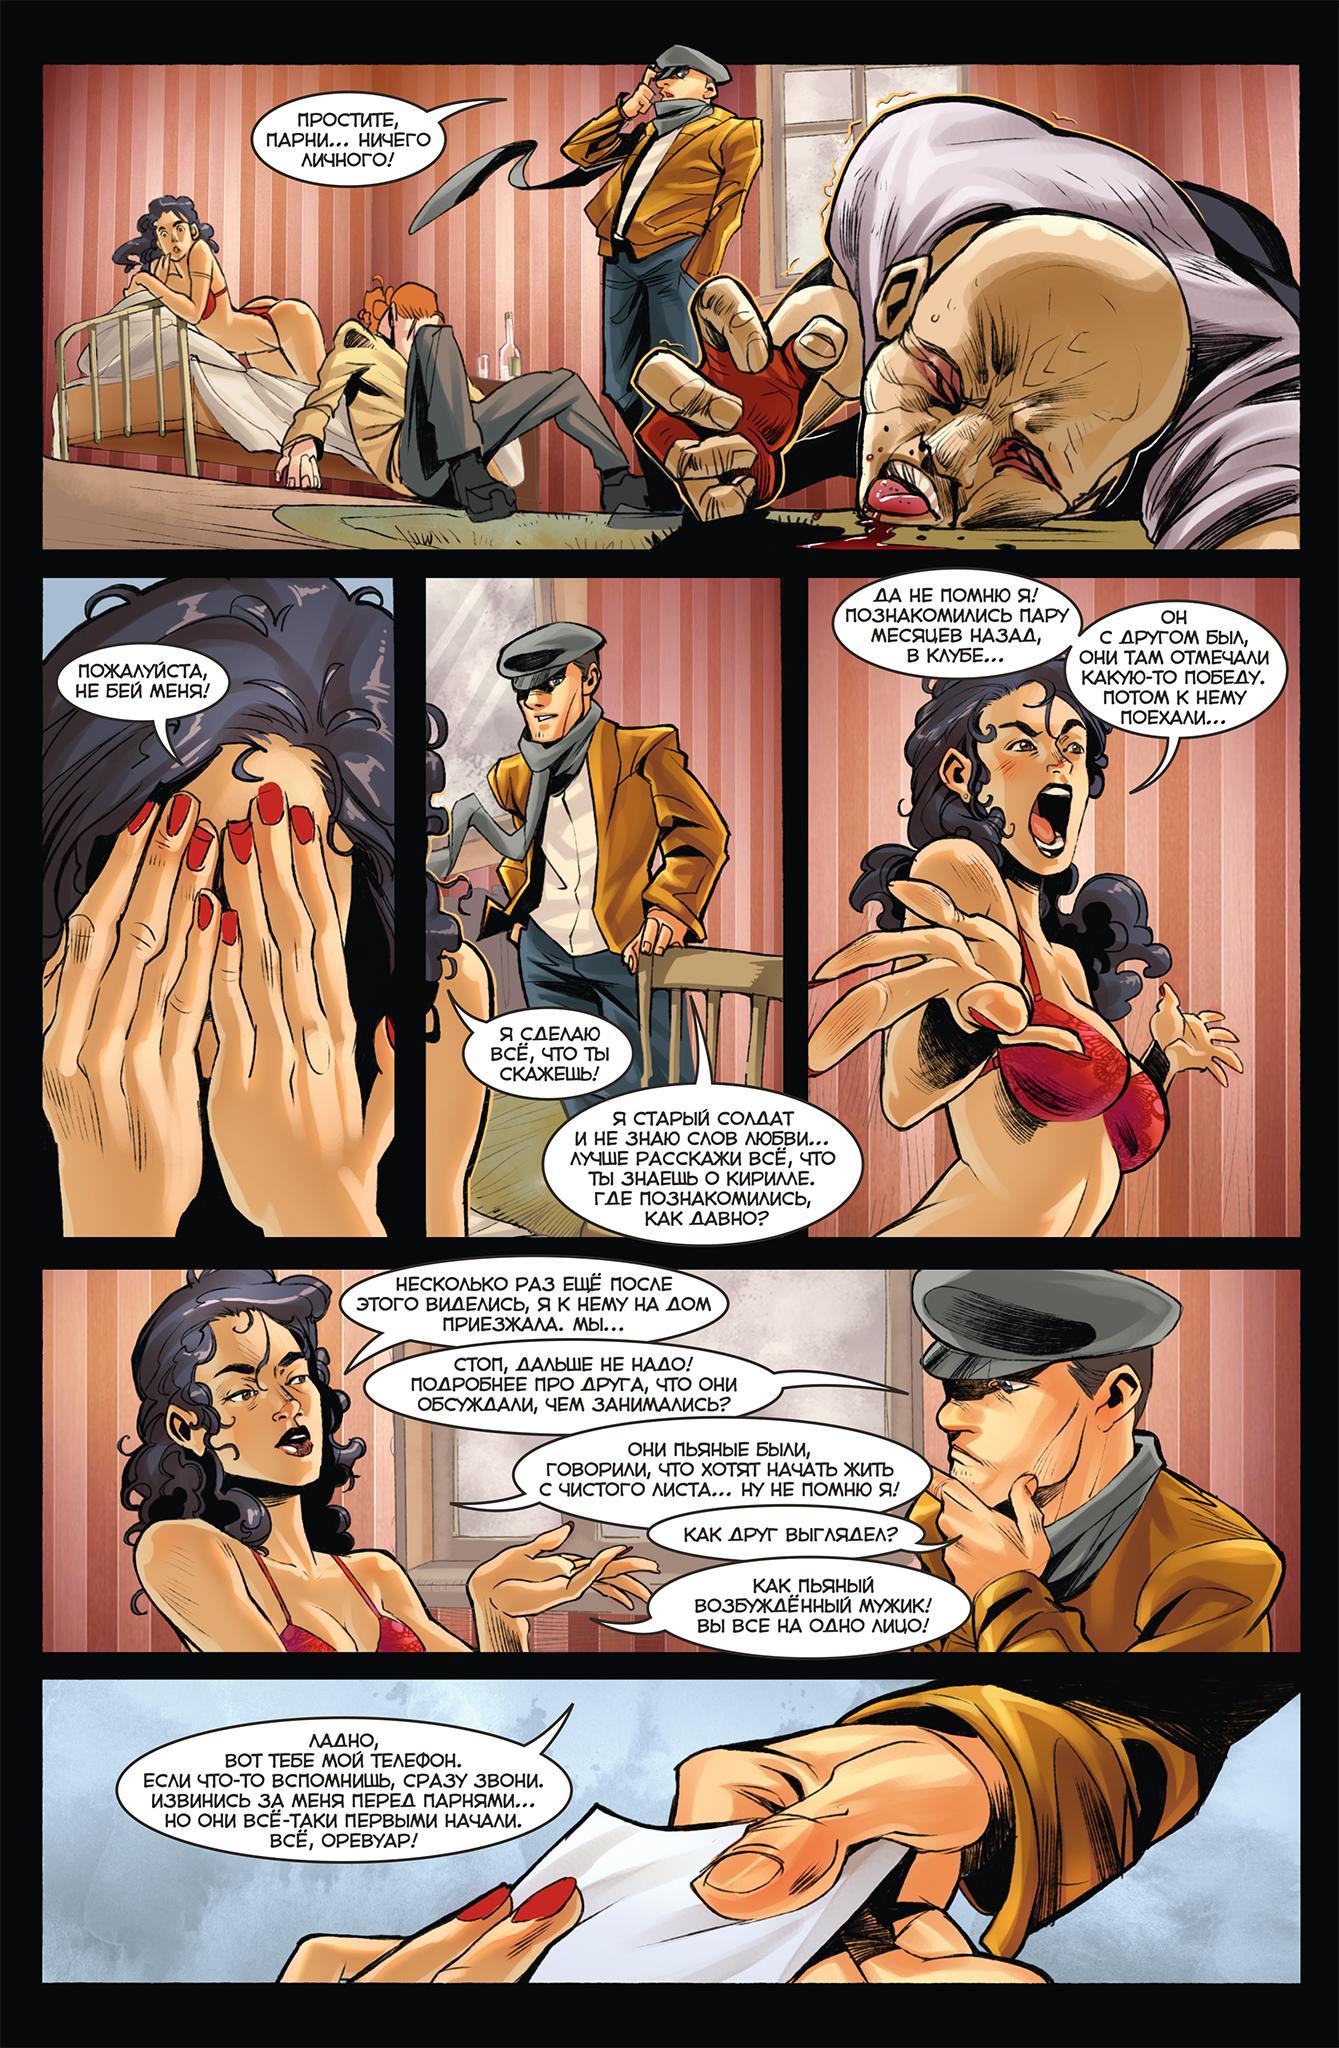 ПРОСТИТЕ,
ПАРНИ... НИЧЕГО
ЛИЧНОГО!
ПОЖАЛУЙСТА,
НЕ БЕЙ МЕНЯ!
Я СДЕЛАЮ
ВСЁ, ЧТО ТЫ
СКАЖЕШЬ!
Я СТАРЫЙ СОЛДАТ
И НЕ ЗНАЮ СЛОВ ЛЮБВИ...
ЛУЧШЕ РАССКАЖИ ВСЁ, ЧТО
ТЫ ЗНАЕШЬ О КИРИЛЛЕ.
ГДЕ ПОЗНАКОМИЛИСЬ,
КАК ДАВНО?
ДА НЕ ПОМНЮ Я!
ПОЗНАКОМИЛИСЬ ПАРУ
МЕСЯЦЕВ НАЗАД,
В КЛУБЕ...
ОН
С ДРУГОМ БЫЛ,
ОНИ ТАМ ОТМЕЧАЛИ
КАКУЮ-ТО ПОБЕДУ.
ПОТОМ К НЕМУ
ПОЕХАЛИ...
НЕСКОЛЬКО РАЗ ЕЩЁ ПОСЛЕ
ЭТОГО ВИДЕЛИСЬ, Я К НЕМУ НА ДОМ
ПРИЕЗЖАЛА. МЫ...
СТОП, ДАЛЬШЕ НЕ НАДО!
ПОДРОБНЕЕ ПРО ДРУГА, ЧТО ОНИ
ОБСУЖДАЛИ, ЧЕМ ЗАНИМАЛИСЬ?
ОНИ ПЬЯНЫЕ БЫЛИ,
ГОВОРИЛИ, ЧТО ХОТЯТ НАЧАТЬ ЖИТЬ
С ЧИСТОГО ЛИСТА... НУ НЕ ПОМНЮ Я!
КАК ДРУГ ВЫГЛЯДЕЛ?
КАК ПЬЯНЫЙ
ВОЗБУЖДЁННЫЙ МУЖИК!
ВЫ ВСЕ НА ОДНО ЛИЦО!
ЛАДНО,
ВОТ ТЕБЕ МОЙ ТЕЛЕФОН.
ЕСЛИ ЧТО-ТО ВСПОМНИШЬ, СРАЗУ ЗВОНИ.
ИЗВИНИСЬ ЗА МЕНЯ ПЕРЕД ПАРНЯМИ...
НО ОНИ ВСЁ-ТАКИ ПЕРВЫМИ НАЧАЛИ.
ВСЁ, ОРЕВУАР!